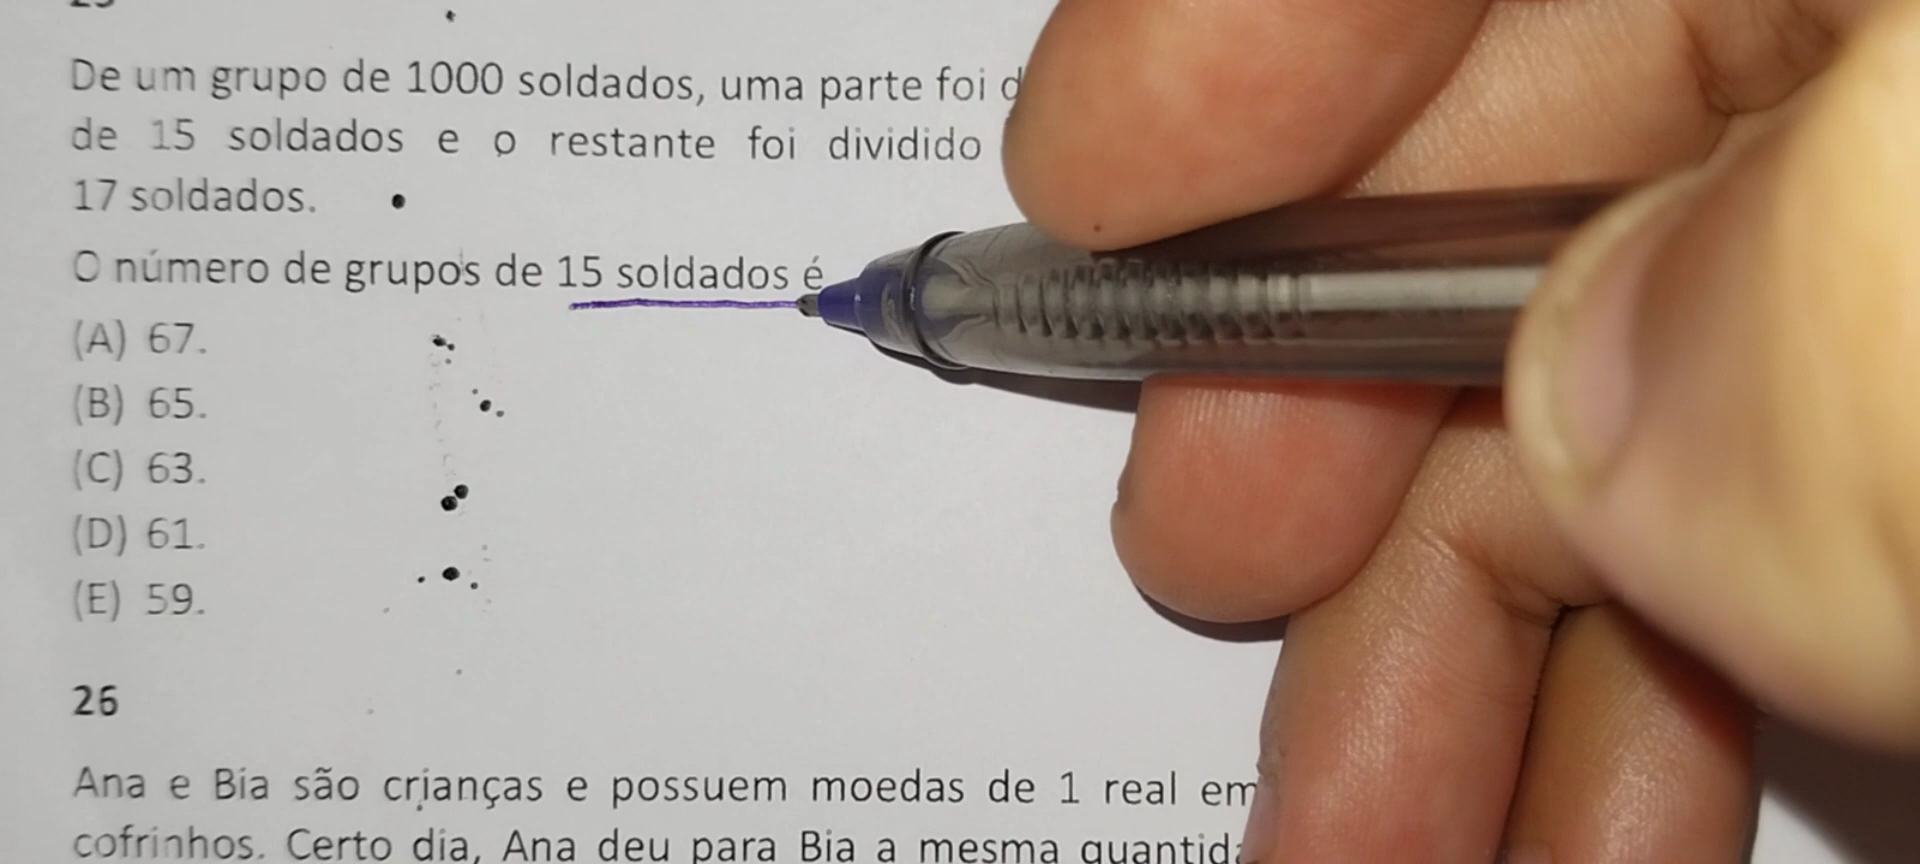 De um grupo de 1000 soldados, uma parte foi
de 15 soldados e o restante foi dividido
17 soldados.
O número de grupos de 15 soldados é
(A) 67.
(B) 65.
(C) 63.
(D) 61.
(E) 59.
26
Ana e Bia são crianças e possuem moedas de 1 real em
cofrinhos. Certo dia, Ana deu para Bia a mesma